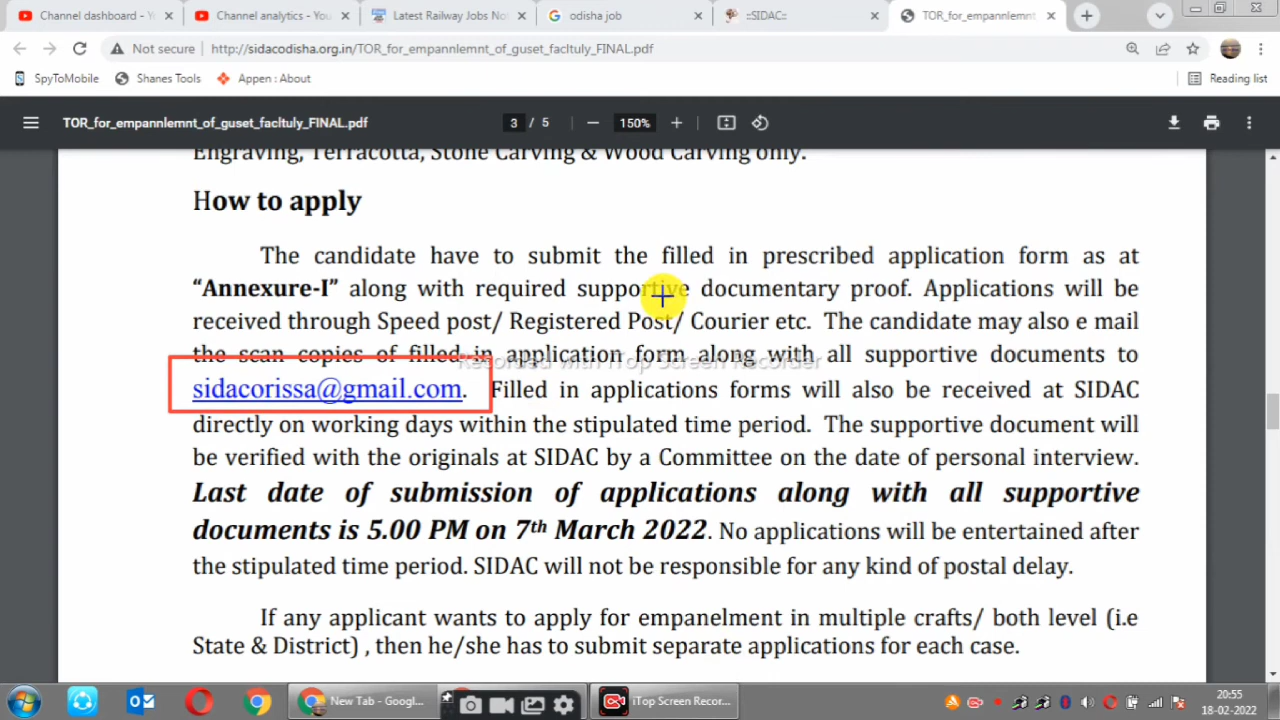 Channel dashboard - Y
Channel analytics - You
Latest Railway Jobs No
odisha job
::SIDAC::
TOR_for_empannlemnt
Not secure
http://sidacodisha.org.in/TOR_for_empannlemnt_of_guset_facltuly_FINAL.pdf
SpyToMobile
Shanes Tools
Appen : About
Reading list
TOR_for_empannlemnt_of_guset_facltuly_FINAL.pdf
3 / 5
150%
Engraving, Terracotta, Stone Carving & Wood Carving only.
How to apply
The candidate have to submit the filled in prescribed application form as at
“Annexure-I” along with required supportive documentary proof. Applications will be
received through Speed post/ Registered Post/ Courier etc. The candidate may also e mail
the scan copies of filled in application form along with all supportive documents to
Recorded with iTop Screen Recorder
sidacorissa@gmail.com. Filled in applications forms will also be received at SIDAC
directly on working days within the stipulated time period. The supportive document will
be verified with the originals at SIDAC by a Committee on the date of personal interview.
Last date of submission of applications along with all supportive
documents is 5.00 PM on 7th March 2022. No applications will be entertained after
the stipulated time period. SIDAC will not be responsible for any kind of postal delay.
If any applicant wants to apply for empanelment in multiple crafts/ both level (i.e
State & District) , then he/she has to submit separate applications for each case.
New Tab - Googl...
iTop Screen Recor...
20:55
18-02-2022